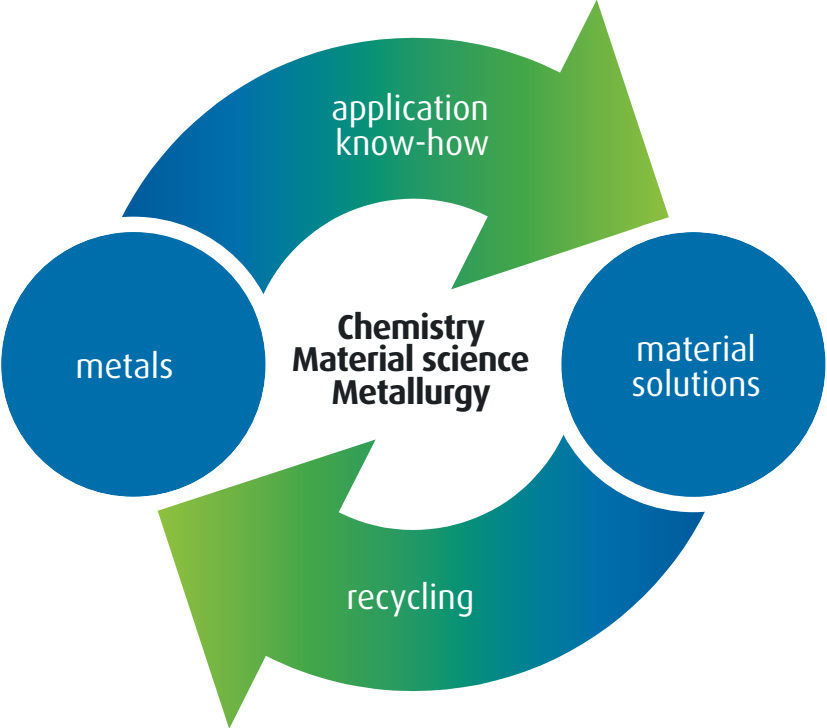 application
know-how
metals
Chemistry
Material science
Metallurgy
material
solutions
recycling